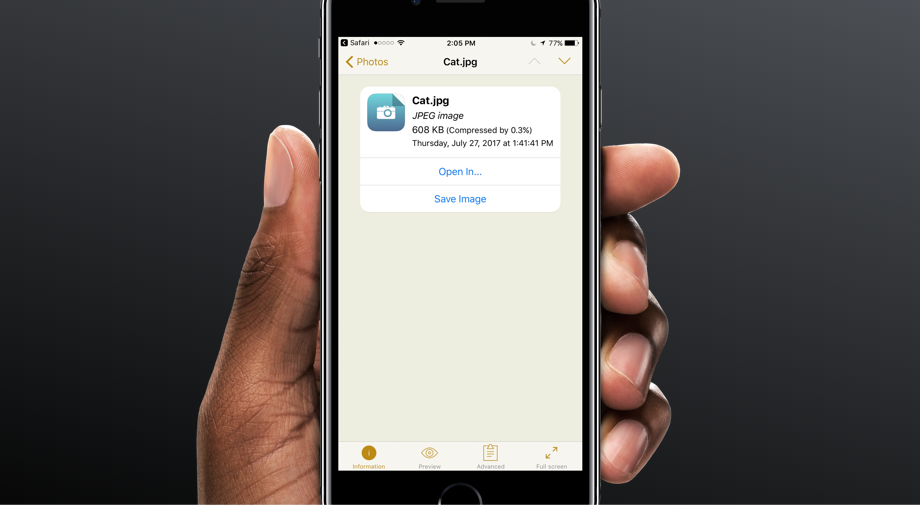 Safari
2:05 PM
77%
Photos
Cat.jpg
Cat.jpg
JPEG image
608 KB (Compressed by 0.3%)
Thursday, July 27, 2017 at 1:41:41 PM
Open In...
Save Image
Information
Preview
Advanced
Full screen